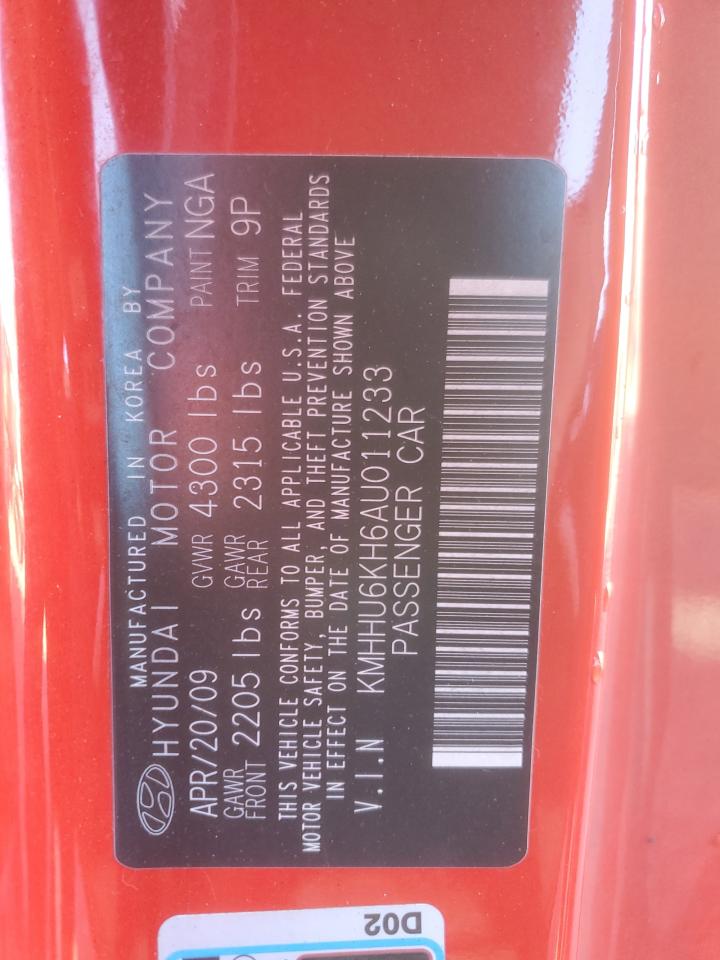 MANUFACTURED IN KOREA BY
HYUNDAI MOTOR COMPANY
APR/20/09 GVWR 4300 lbs PAINT NGA
GAWR FRONT 2205 lbs GAWR REAR 2315 lbs TRIM 9P
THIS VEHICLE CONFORMS TO ALL APPLICABLE U.S.A. FEDERAL
MOTOR VEHICLE SAFETY, BUMPER, AND THEFT PREVENTION STANDARDS
IN EFFECT ON THE DATE OF MANUFACTURE SHOWN ABOVE
V.I.N KMHHU6KH6AU011233
PASSENGER CAR
D02